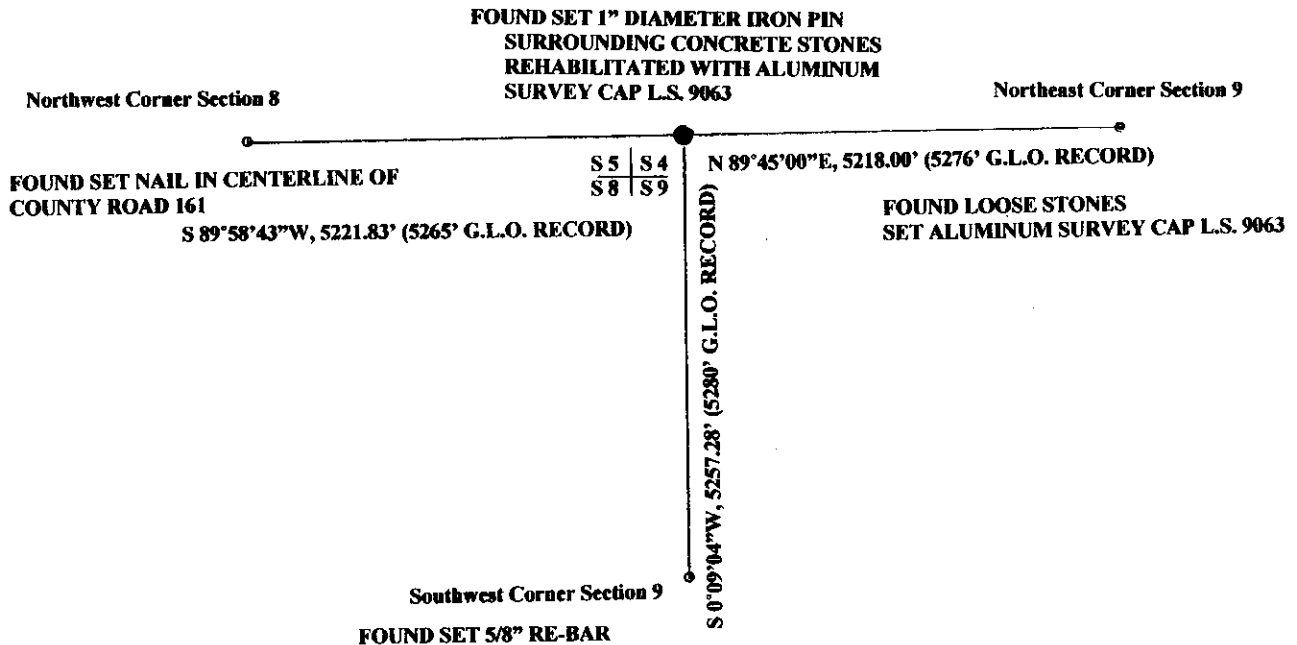 FOUND SET 1" DIAMETER IRON PIN
SURROUNDING CONCRETE STONES
REHABILITATED WITH ALUMINUM
SURVEY CAP L.S. 9063
Northwest Corner Section 8
Northeast Corner Section 9
S 5 S 4
S 8 S 9
N 89°45'00"E, 5218.00' (5276' G.L.O. RECORD)
FOUND SET NAIL IN CENTERLINE OF
COUNTY ROAD 161
S 89°58'43"W, 5221.83' (5265' G.L.O. RECORD)
FOUND LOOSE STONES
SET ALUMINUM SURVEY CAP L.S. 9063
S 0°09'04"W, 5257.28' (5280' G.L.O. RECORD)
Southwest Corner Section 9
FOUND SET 5/8" RE-BAR